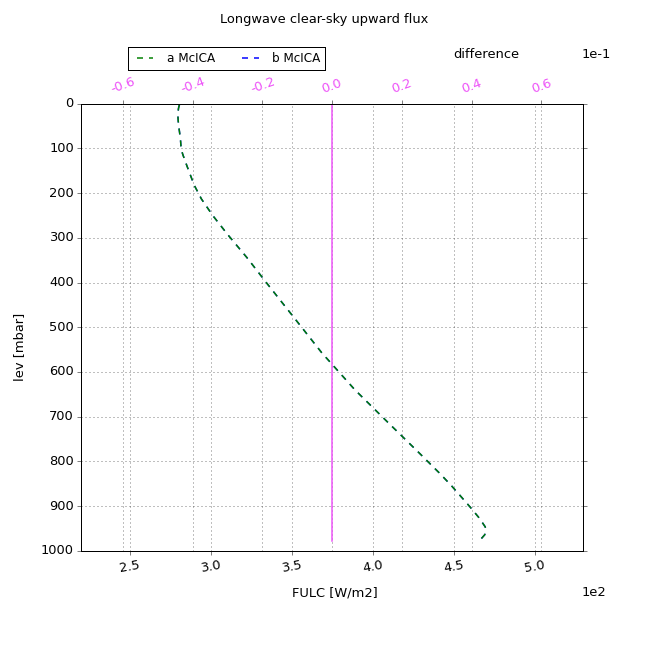 Longwave clear-sky upward flux
a McICA b McICA
difference 1e-1
-0.6 -0.4 -0.2 0.0 0.2 0.4 0.6
0
100
200
300
400
500
600
700
800
900
1000
lev [mbar]
2.5 3.0 3.5 4.0 4.5 5.0
FULC [W/m2] 1e2